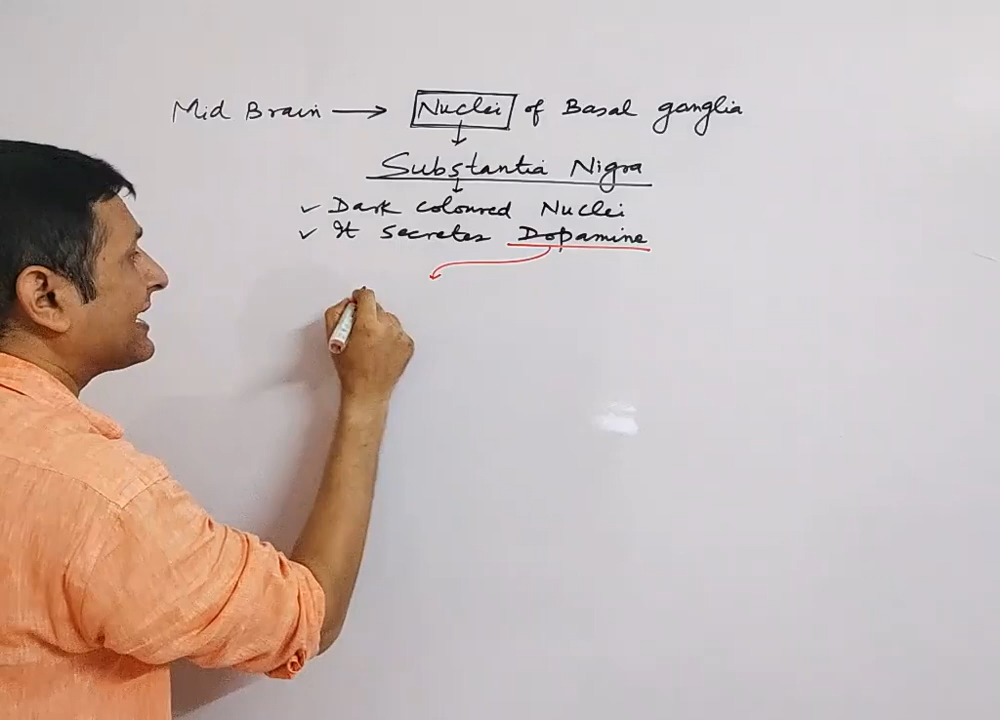 Mid Brain → Nuclei of Basal ganglia
Substantia Nigra
✓ Dark coloured Nuclei
✓ It secretes Dopamine